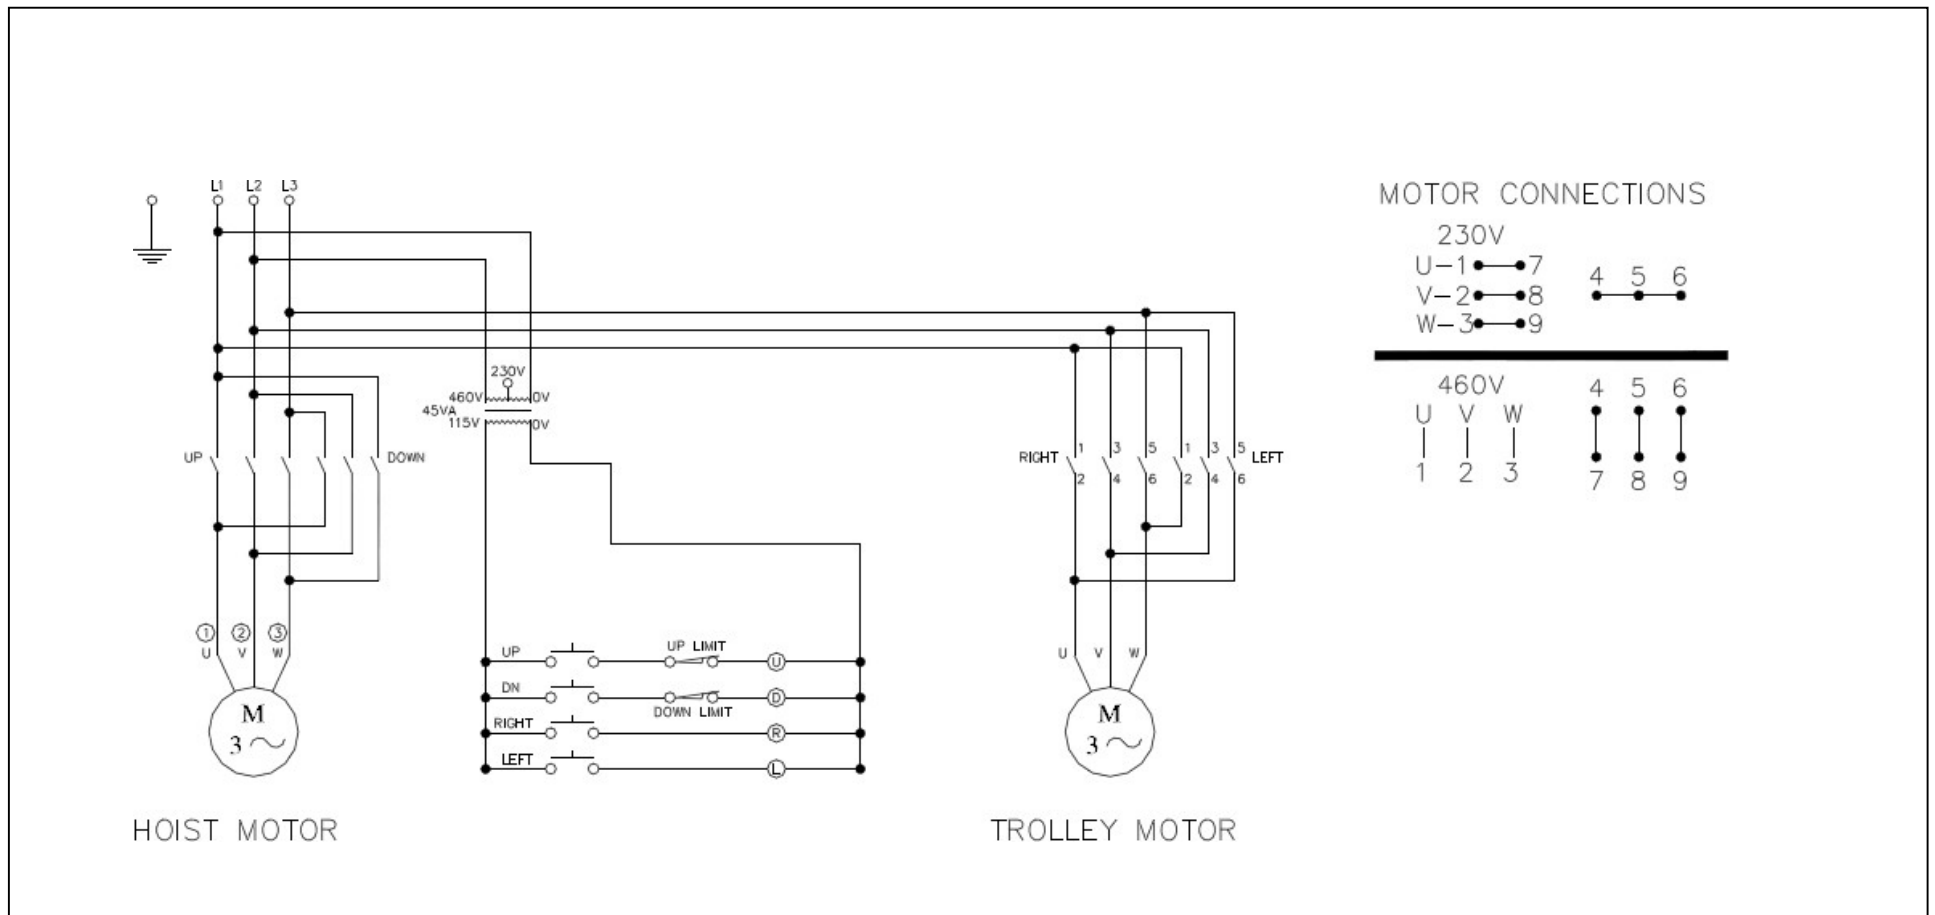 L1 L2 L3
MOTOR CONNECTIONS
230V
U-1 7
V-2 8
W-3 9
4 5 6
460V
U V W
1 2 3
4 5 6
7 8 9
230V
460V 0V
45VA
115V 0V
UP
DOWN
RIGHT
1 3 5 1 3 5
2 4 6 2 4 6
LEFT
1 2 3
U V W
M
3~
HOIST MOTOR
UP UP LIMIT U
DN DOWN LIMIT D
RIGHT R
LEFT L
U V W
M
3~
TROLLEY MOTOR